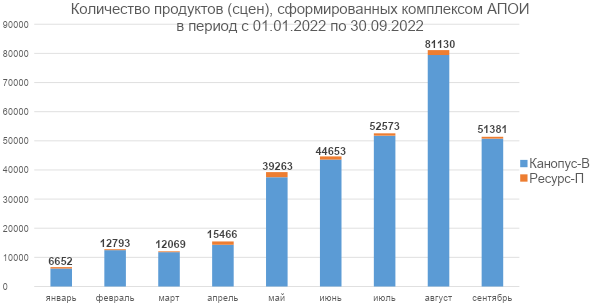 Количество продуктов (сцен), сформированных комплексом АПОИ
в период с 01.01.2022 по 30.09.2022
90000
80000
70000
60000
50000
40000
30000
20000
10000
0
6652
12793
12069
15466
39263
44653
52573
81130
51381
январь
февраль
март
апрель
май
июнь
июль
август
сентябрь
Канопус-В
Ресурс-П